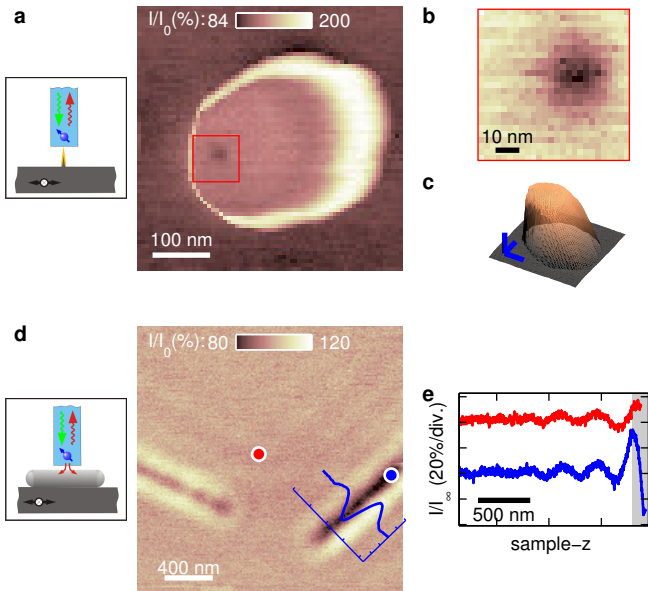 a
I/I₀(%): 84 200
100 nm
b
10 nm
c
d
I/I₀(%): 80 120
400 nm
e
I/I∞ (20%/div.)
500 nm
sample−z